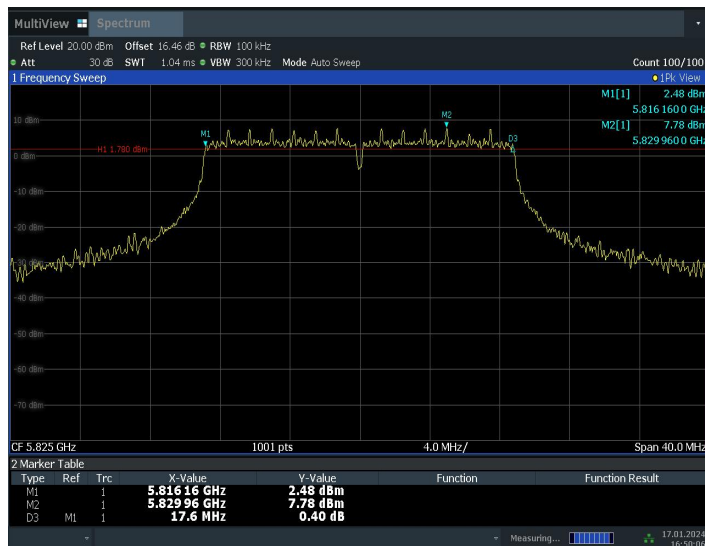 MultiView Spectrum
Ref Level 20.00 dBm Offset 16.46 dB RBW 100 kHz
Att 30 dB SWT 1.04 ms VBW 300 kHz Mode Auto Sweep Count 100/100
1 Frequency Sweep 1Pk View
M1[1] 2.48 dBm
5.816 160 0 GHz
M2[1] 7.78 dBm
5.829 960 0 GHz
10 dBm
M2
M1
D3
H1 1.780 dBm
0 dBm
-10 dBm
-20 dBm
-30 dBm
-40 dBm
-50 dBm
-60 dBm
-70 dBm
CF 5.825 GHz 1001 pts 4.0 MHz/ Span 40.0 MHz
2 Marker Table
Type Ref Trc X-Value Y-Value Function Function Result
M1 1 5.816 16 GHz 2.48 dBm
M2 1 5.829 96 GHz 7.78 dBm
D3 M1 1 17.6 MHz 0.40 dB
Measuring... 17.01.2024
16:50:06